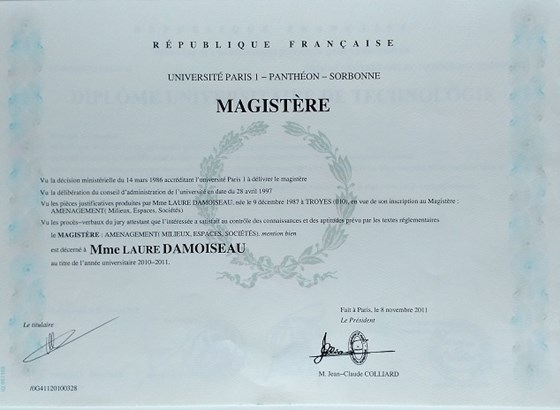 RÉPUBLIQUE FRANÇAISE
UNIVERSITÉ PARIS 1 – PANTHÉON – SORBONNE
MAGISTÈRE
Vu la décision ministérielle du 14 mars 1986 accréditant l'université Paris 1 à délivrer le magistère
Vu la délibération du conseil d'administration de l'université en date du 28 avril 1997
Vu les pièces justificatives produites par Mme LAURE DAMOISEAU, née le 9 décembre 1987 à TROYES (010), en vue de son inscription au Magistère :
AMENAGEMENT( Milieux, Espaces, Sociétés)
Vu les procès–verbaux du jury attestant que l'intéressée a satisfait au contrôle des connaissances et des aptitudes prévu par les textes réglementaires
le MAGISTÈRE : AMENAGEMENT( MILIEUX, ESPACES, SOCIÉTÉS), mention bien
est décerné à Mme LAURE DAMOISEAU
au titre de l'année universitaire 2010–2011.
Fait à Paris, le 8 novembre 2011
Le Président
Le titulaire
M. Jean–Claude COLLIARD
/0G41120100328